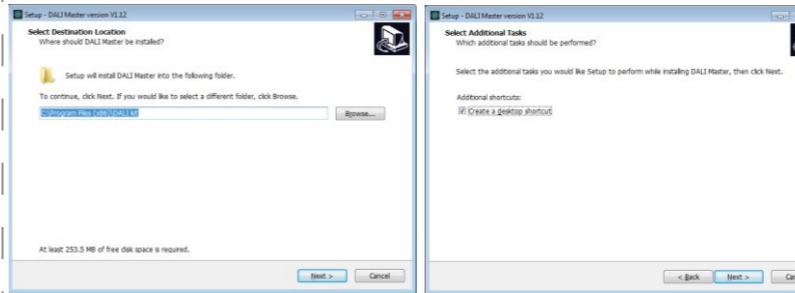 Setup - DALI Master version V1.12
Select Destination Location
Where should DALI Master be installed?
Setup will install DALI Master into the following folder.
To continue, click Next. If you would like to select a different folder, click Browse.
C:\Program Files (x86)\DALI kit
Browse...
At least 253.5 MB of free disk space is required.
Next >
Cancel
Setup - DALI Master version V1.12
Select Additional Tasks
Which additional tasks should be performed?
Select the additional tasks you would like Setup to perform while installing DALI Master, then click Next.
Additional shortcuts:
Create a desktop shortcut
< Back
Next >